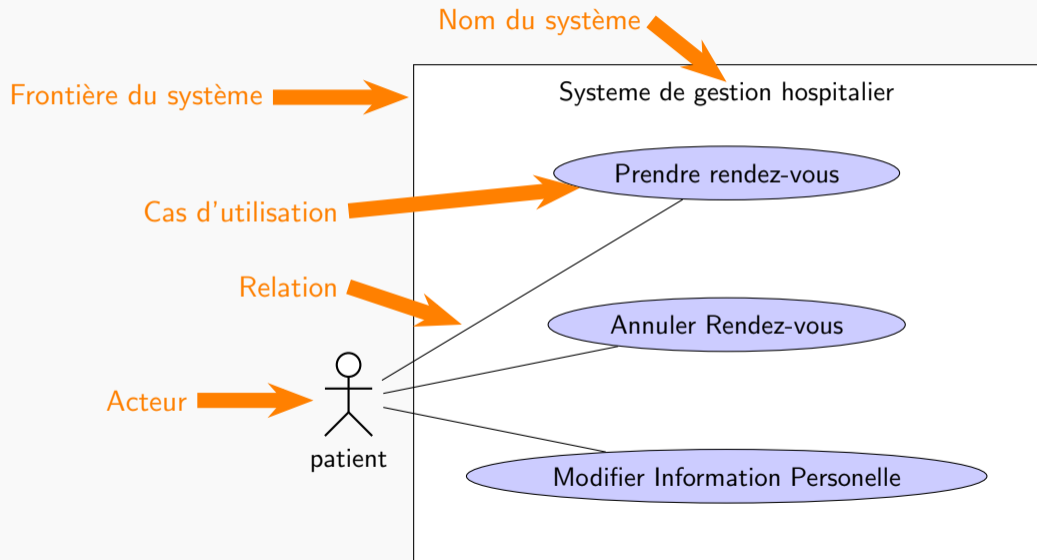 Nom du système
Frontière du système
Systeme de gestion hospitalier
Prendre rendez-vous
Cas d'utilisation
Relation
Annuler Rendez-vous
Acteur
patient
Modifier Information Personelle